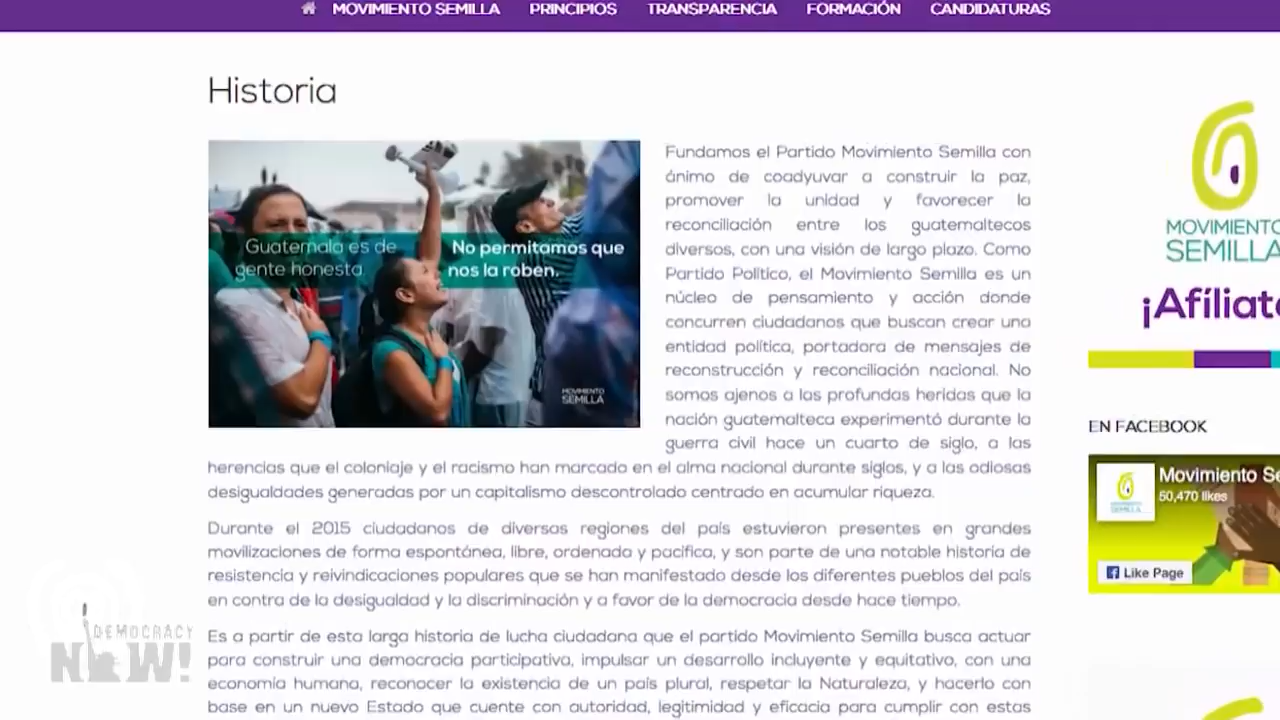 MOVIMIENTO SEMILLA PRINCIPIOS TRANSPARENCIA FORMACIÓN CANDIDATURAS
Historia
Guatemala es de
gente honesta.
No permitamos que
nos la roben.
MOVIMIENTO
SEMILLA
Fundamos el Partido Movimiento Semilla con
ánimo de coadyuvar a construir la paz,
promover la unidad y favorecer la
reconciliación entre los guatemaltecos
diversos, con una visión de largo plazo. Como
Partido Político, el Movimiento Semilla es un
núcleo de pensamiento y acción donde
concurren ciudadanos que buscan crear una
entidad política, portadora de mensajes de
reconstrucción y reconciliación nacional. No
somos ajenos a las profundas heridas que la
nación guatemalteca experimentó durante la
guerra civil hace un cuarto de siglo, a las
herencias que el coloniaje y el racismo han marcado en el alma nacional durante siglos, y a las odiosas
desigualdades generadas por un capitalismo descontrolado centrado en acumular riqueza.
Durante el 2015 ciudadanos de diversas regiones del país estuvieron presentes en grandes
movilizaciones de forma espontánea, libre, ordenada y pacífica, y son parte de una notable historia de
resistencia y reivindicaciones populares que se han manifestado desde los diferentes pueblos del país
en contra de la desigualdad y la discriminación y a favor de la democracia desde hace tiempo.
Es a partir de esta larga historia de lucha ciudadana que el partido Movimiento Semilla busca actuar
para construir una democracia participativa, impulsar un desarrollo incluyente y equitativo, con una
economía humana, reconocer la existencia de un país plural, respetar la Naturaleza, y hacerlo con
base en un nuevo Estado que cuente con autoridad, legitimidad y eficacia para cumplir con estas
MOVIMIENTO
SEMILLA
¡Afíliate
EN FACEBOOK
Movimiento Se
50,470 likes
MOVIMIENTO
SEMILLA
Like Page
DEMOCRACY
NOW!